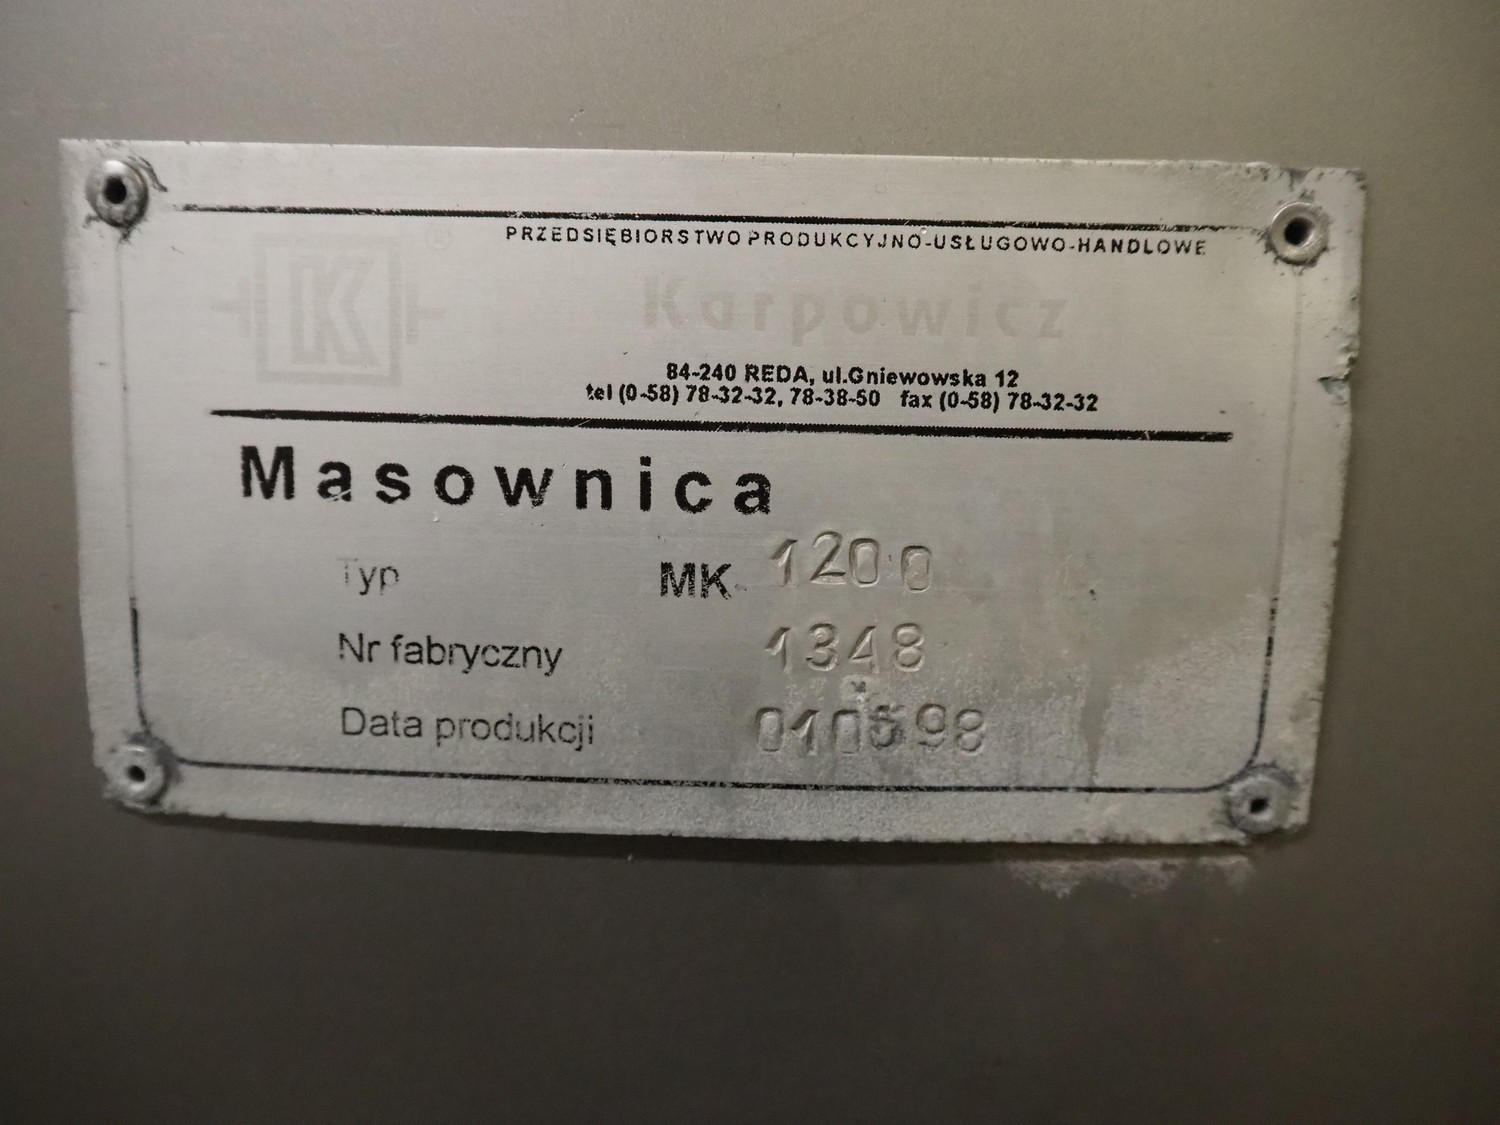 PRZEDSIĘBIORSTWO PRODUKCYJNO-USŁUGOWO-HANDLOWE
K ®
Karpowicz
84-240 REDA, ul.Gniewowska 12
tel (0-58) 78-32-32, 78-38-50 fax (0-58) 78-32-32
Masownica
Typ MK- 1200
Nr fabryczny 1348
Data produkcji